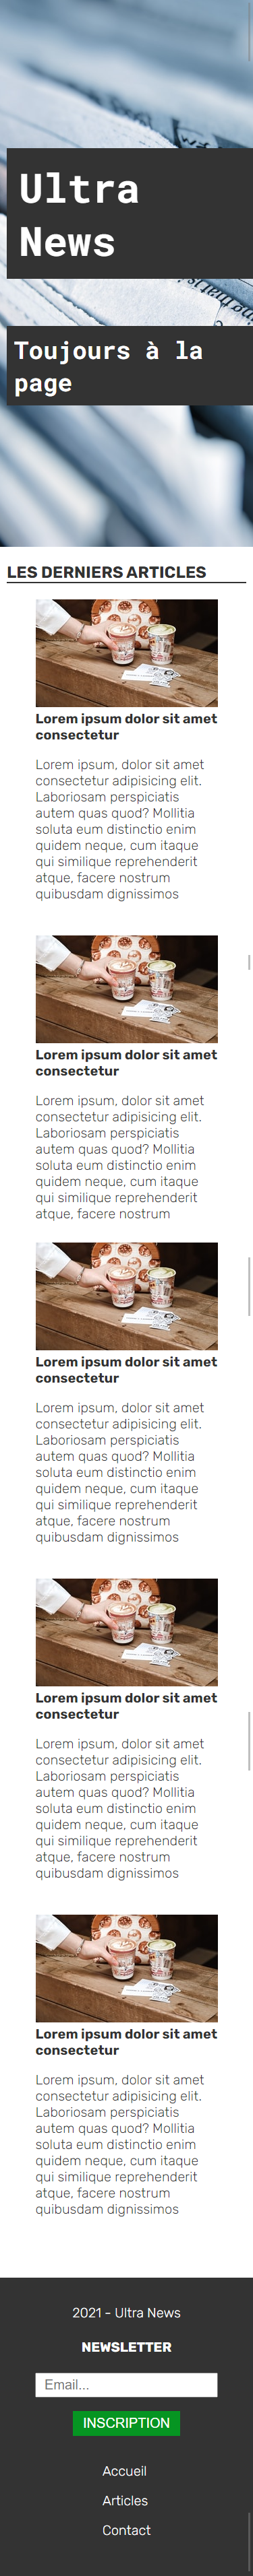 Ultra
News
Toujours à la
page
LES DERNIERS ARTICLES
Lorem ipsum dolor sit amet
consectetur
Lorem ipsum, dolor sit amet
consectetur adipisicing elit.
Laboriosam perspiciatis
autem quas quod? Mollitia
soluta eum distinctio enim
quidem neque, cum itaque
qui similique reprehenderit
atque, facere nostrum
quibusdam dignissimos
Lorem ipsum dolor sit amet
consectetur
Lorem ipsum, dolor sit amet
consectetur adipisicing elit.
Laboriosam perspiciatis
autem quas quod? Mollitia
soluta eum distinctio enim
quidem neque, cum itaque
qui similique reprehenderit
atque, facere nostrum
Lorem ipsum dolor sit amet
consectetur
Lorem ipsum, dolor sit amet
consectetur adipisicing elit.
Laboriosam perspiciatis
autem quas quod? Mollitia
soluta eum distinctio enim
quidem neque, cum itaque
qui similique reprehenderit
atque, facere nostrum
quibusdam dignissimos
Lorem ipsum dolor sit amet
consectetur
Lorem ipsum, dolor sit amet
consectetur adipisicing elit.
Laboriosam perspiciatis
autem quas quod? Mollitia
soluta eum distinctio enim
quidem neque, cum itaque
qui similique reprehenderit
atque, facere nostrum
quibusdam dignissimos
Lorem ipsum dolor sit amet
consectetur
Lorem ipsum, dolor sit amet
consectetur adipisicing elit.
Laboriosam perspiciatis
autem quas quod? Mollitia
soluta eum distinctio enim
quidem neque, cum itaque
qui similique reprehenderit
atque, facere nostrum
quibusdam dignissimos
2021 - Ultra News
NEWSLETTER
Email...
INSCRIPTION
Accueil
Articles
Contact